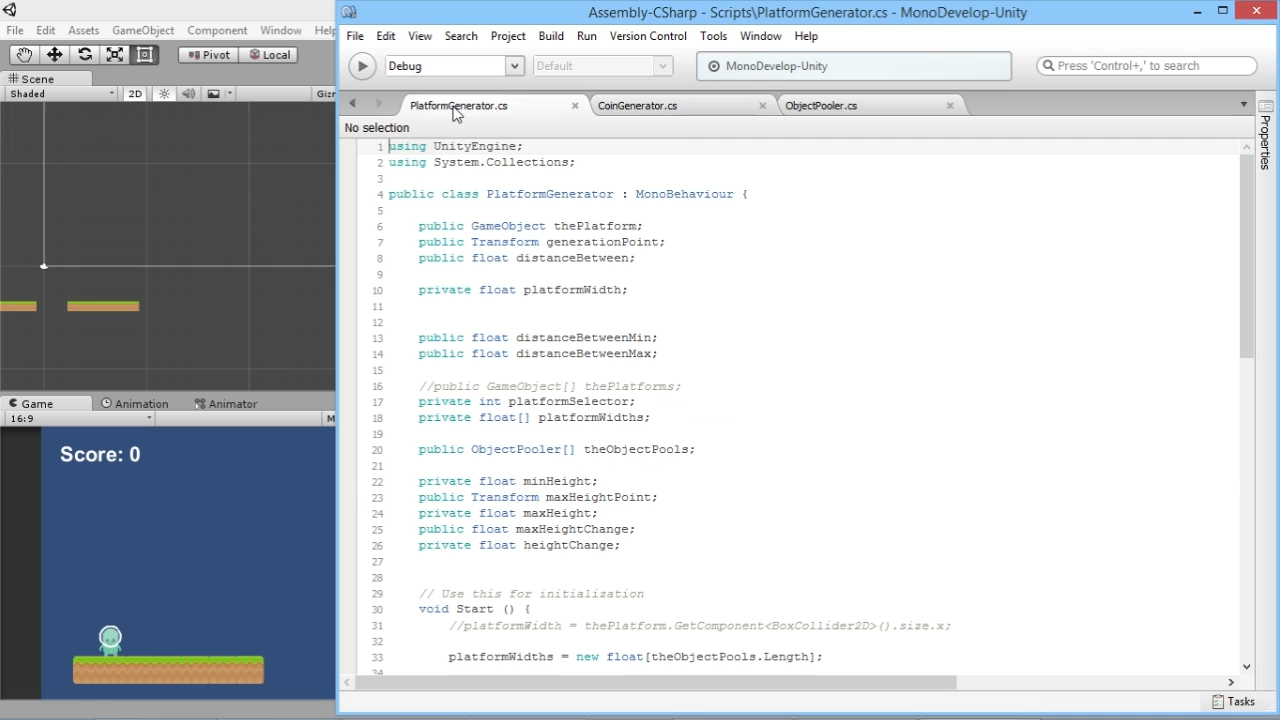 Assembly-CSharp - Scripts\PlatformGenerator.cs - MonoDevelop-Unity
File Edit Assets GameObject Component Window Help
File Edit View Search Project Build Run Version Control Tools Window Help
Pivot Local
Debug Default MonoDevelop-Unity Press 'Control+,' to search
Scene
Shaded 2D
PlatformGenerator.cs CoinGenerator.cs ObjectPooler.cs
No selection
Properties
1 using UnityEngine;
2 using System.Collections;
3
4 public class PlatformGenerator : MonoBehaviour {
5
6 public GameObject thePlatform;
7 public Transform generationPoint;
8 public float distanceBetween;
9
10 private float platformWidth;
11
12
13 public float distanceBetweenMin;
14 public float distanceBetweenMax;
15
16 //public GameObject[] thePlatforms;
17 private int platformSelector;
18 private float[] platformWidths;
19
20 public ObjectPooler[] theObjectPools;
21
22 private float minHeight;
23 public Transform maxHeightPoint;
24 private float maxHeight;
25 public float maxHeightChange;
26 private float heightChange;
27
28
29 // Use this for initialization
30 void Start () {
31 //platformWidth = thePlatform.GetComponent<BoxCollider2D>().size.x;
32
33 platformWidths = new float[theObjectPools.Length];
Game Animation Animator
16:9
Score: 0
Tasks